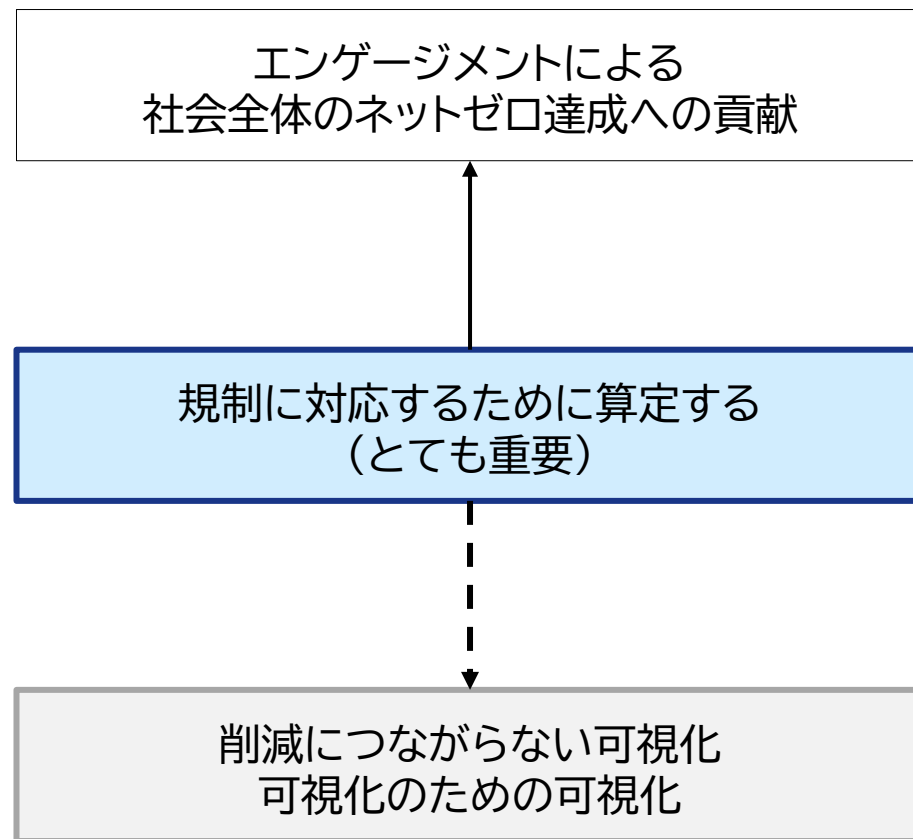 エンゲージメントによる
社会全体のネットゼロ達成への貢献
規制に対応するために算定する
（とても重要）
削減につながらない可視化
可視化のための可視化